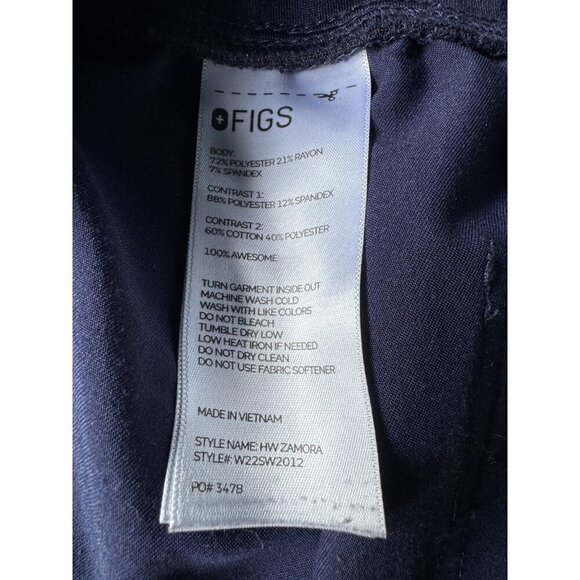 FIGS
BODY:
72% POLYESTER 21% RAYON
7% SPANDEX
CONTRAST 1:
88% POLYESTER 12% SPANDEX
CONTRAST 2:
60% COTTON 40% POLYESTER
100% AWESOME
TURN GARMENT INSIDE OUT
MACHINE WASH COLD
WASH WITH LIKE COLORS
DO NOT BLEACH
TUMBLE DRY LOW
LOW HEAT IRON IF NEEDED
DO NOT DRY CLEAN
DO NOT USE FABRIC SOFTENER
MADE IN VIETNAM
STYLE NAME: HW ZAMORA
STYLE# W22SW2012
PO# 3478